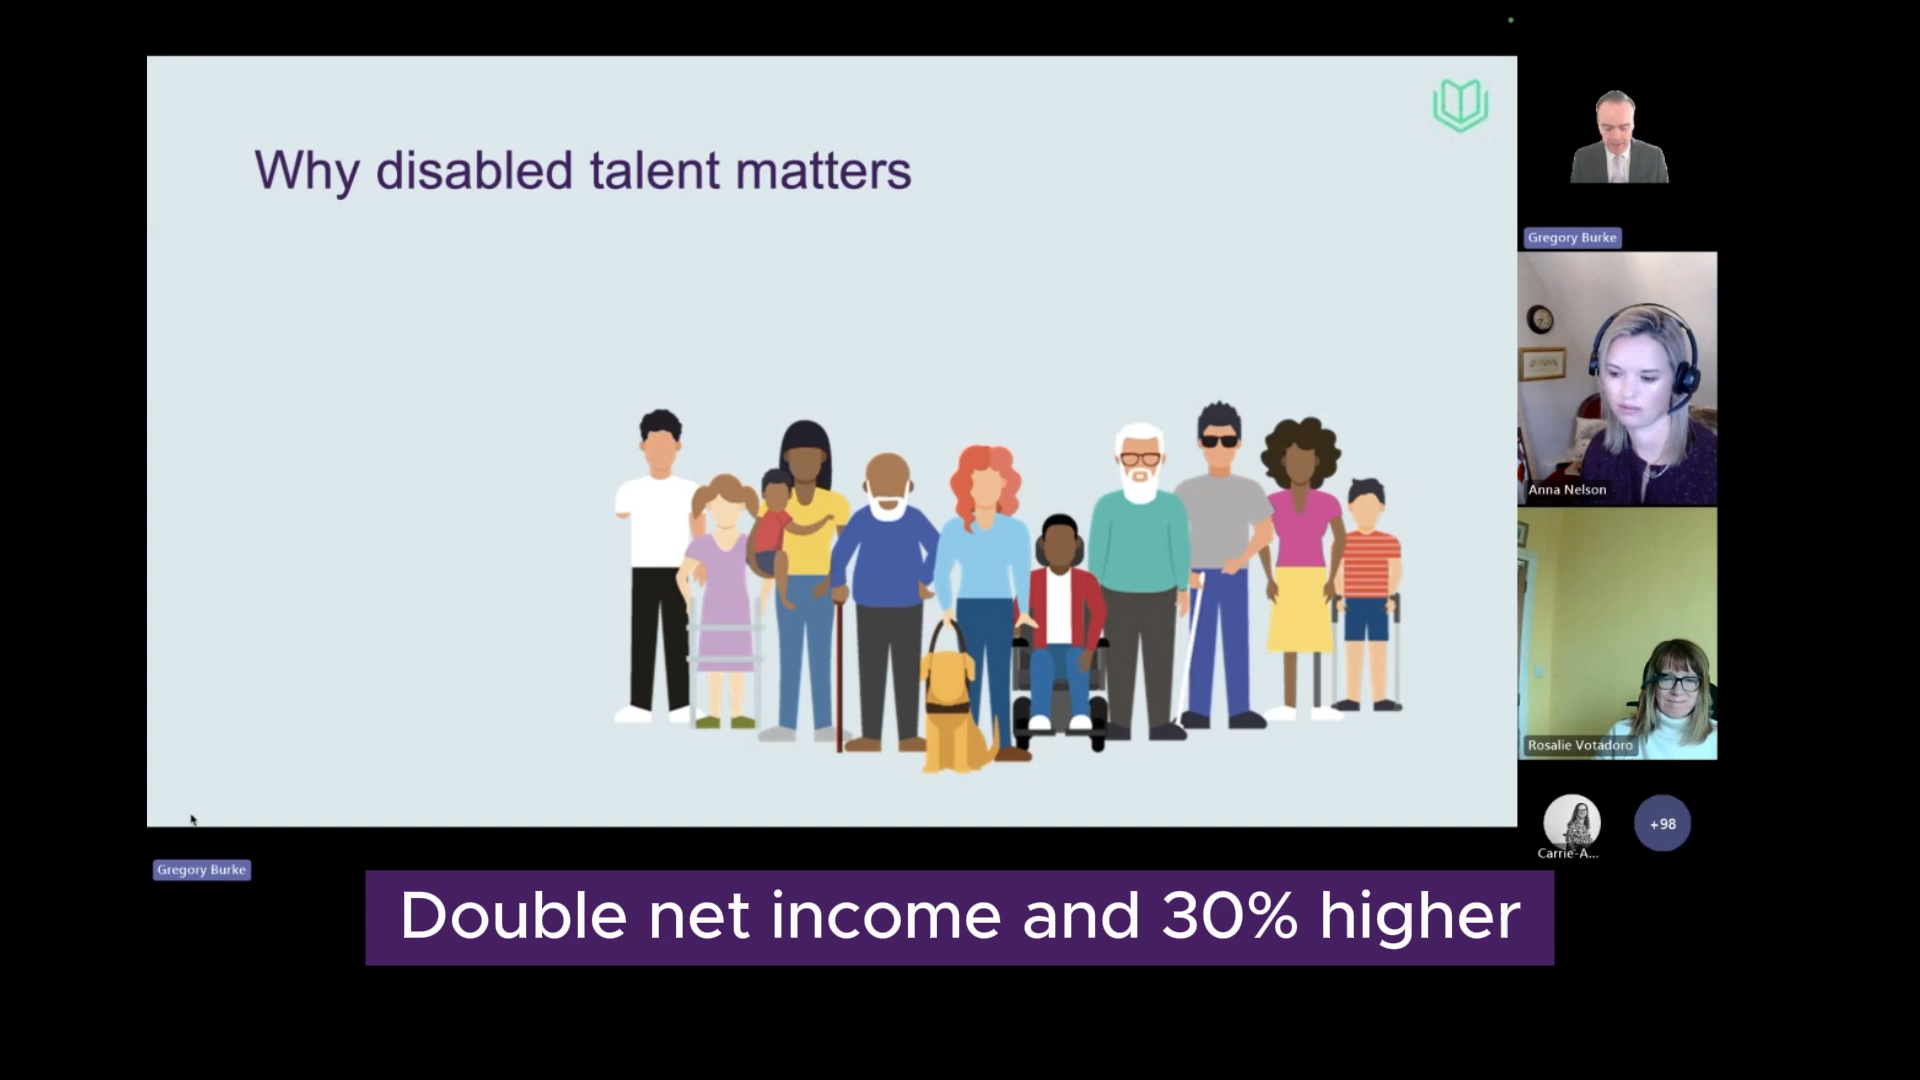 Why disabled talent matters
Gregory Burke
Anna Nelson
Rosalie Votadoro
Carrie-A...
+98
Gregory Burke
Double net income and 30% higher